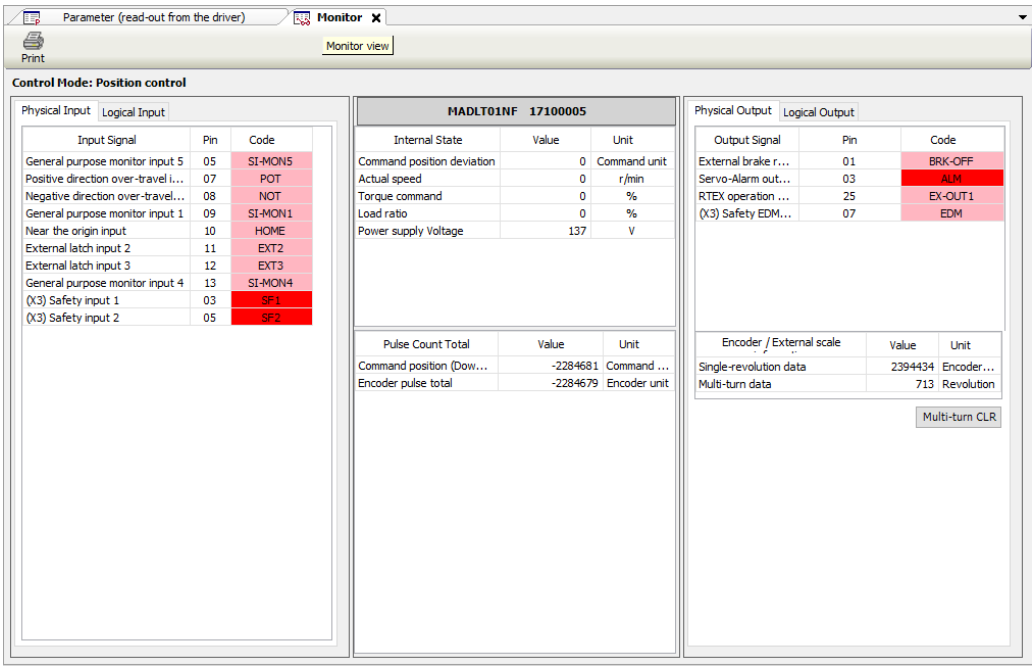 Parameter (read-out from the driver) Monitor X
Print
Monitor view
Control Mode: Position control
Physical Input Logical Input
Input Signal Pin Code
General purpose monitor input 5 05 SI-MON5
Positive direction over-travel i... 07 POT
Negative direction over-travel... 08 NOT
General purpose monitor input 1 09 SI-MON1
Near the origin input 10 HOME
External latch input 2 11 EXT2
External latch input 3 12 EXT3
General purpose monitor input 4 13 SI-MON4
(X3) Safety input 1 03 SF1
(X3) Safety input 2 05 SF2
MADLT01NF 17100005
Internal State Value Unit
Command position deviation 0 Command unit
Actual speed 0 r/min
Torque command 0 %
Load ratio 0 %
Power supply Voltage 137 V
Pulse Count Total Value Unit
Command position (Dow... -2284681 Command ...
Encoder pulse total -2284679 Encoder unit
Physical Output Logical Output
Output Signal Pin Code
External brake r... 01 BRK-OFF
Servo-Alarm out... 03 ALM
RTEX operation ... 25 EX-OUT1
(X3) Safety EDM... 07 EDM
Encoder / External scale Value Unit
Single-revolution data 2394434 Encoder...
Multi-turn data 713 Revolution
Multi-turn CLR